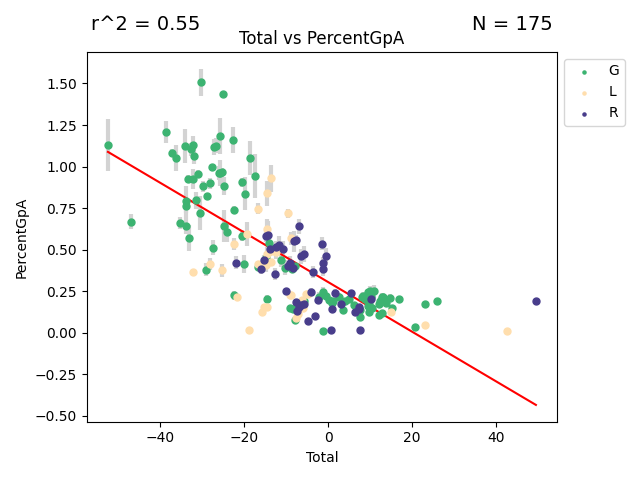 r^2 = 0.55 N = 175
Total vs PercentGpA
G
L
R
1.50
1.25
1.00
0.75
0.50
0.25
0.00
−0.25
−0.50
PercentGpA
−40 −20 0 20 40
Total